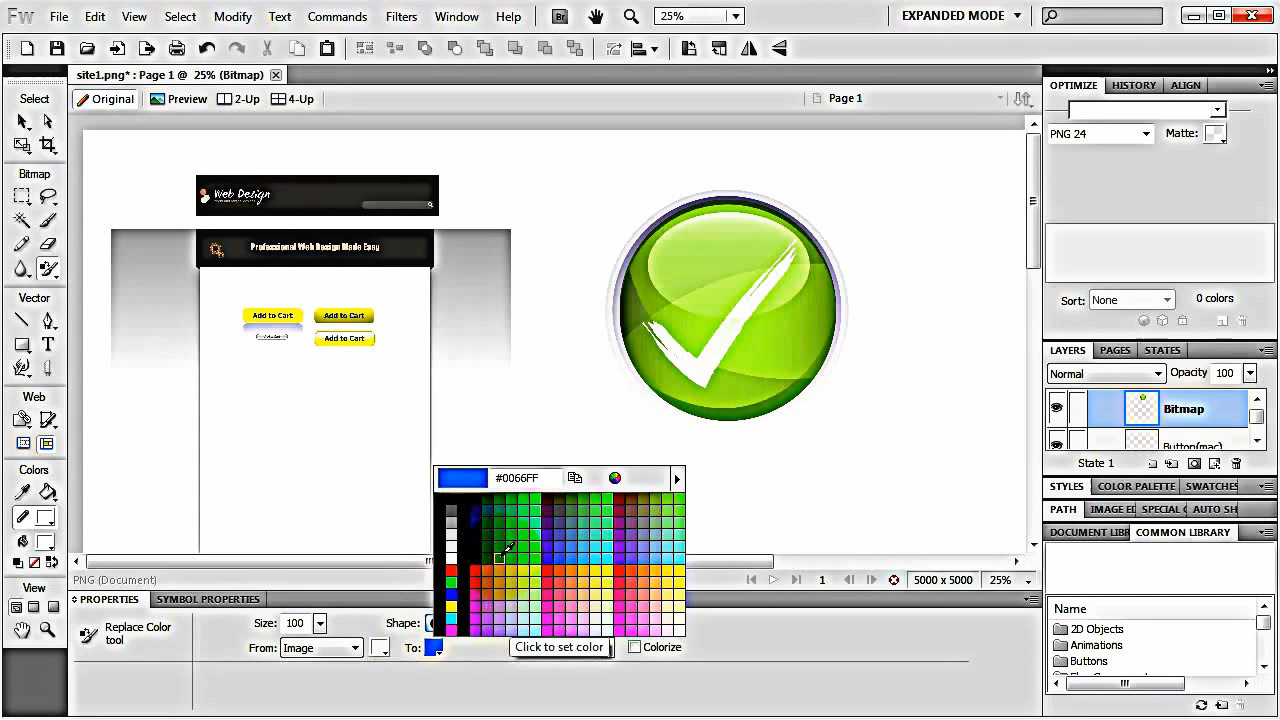 Fw File Edit View Select Modify Text Commands Filters Window Help Br 25% EXPANDED MODE
site1.png* : Page 1 @ 25% (Bitmap)
Original Preview 2-Up 4-Up Page 1
Select
Bitmap
Vector
Web
Colors
View
Web Design
Professional Web Design Made Easy
Add to Cart Add to Cart
Add to Cart
#0066FF
Click to set color
PNG (Document) 1 5000 x 5000 25%
PROPERTIES SYMBOL PROPERTIES
Replace Color
tool
Size: 100 Shape:
From: Image To: Colorize
OPTIMIZE HISTORY ALIGN
PNG 24 Matte:
Sort: None 0 colors
LAYERS PAGES STATES
Normal Opacity 100
Bitmap
Button(mac)
State 1
STYLES COLOR PALETTE SWATCHES
PATH IMAGE ED SPECIAL C AUTO SH
DOCUMENT LIBR COMMON LIBRARY
Name
2D Objects
Animations
Buttons